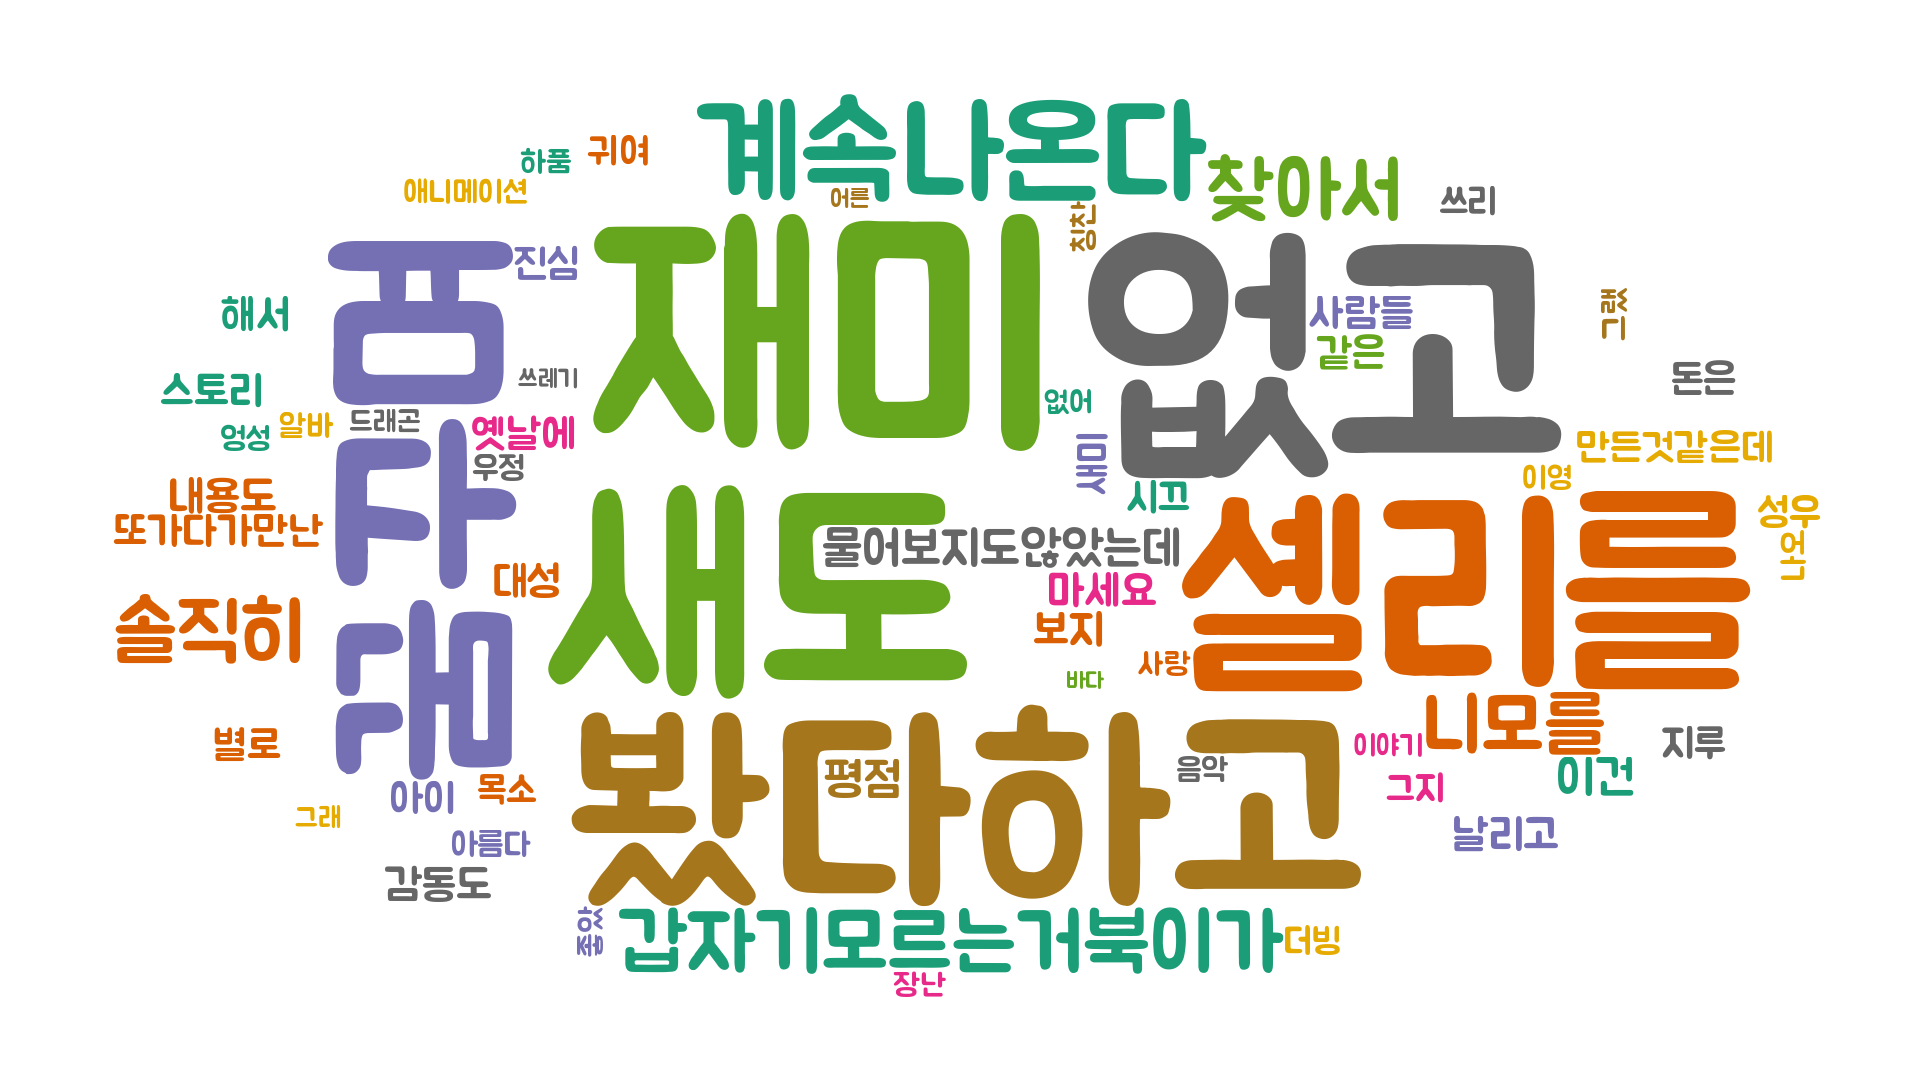 계속나온다
찾아서
하품
귀여
애니메이션
어른
칭찬
쓰리
재미
없고
꿈꾸며
진심
해서
사람들
같은
스토리
쓰레기
돈은
없어
알바
드래곤
옛날에
엉성
우정
새미
만든것같은데
이영
내용도
시끄
성우
또가다가만난
새도
셸리를
물어보지도않았는데
대성
마세요
솔직히
보지
사랑
바다
봤다하고
니모를
별로
이야기
지루
평점
음악
이건
아이
목소
그지
그래
아름다
날리고
감동도
갑자기모르는거북이가
더빙
장난